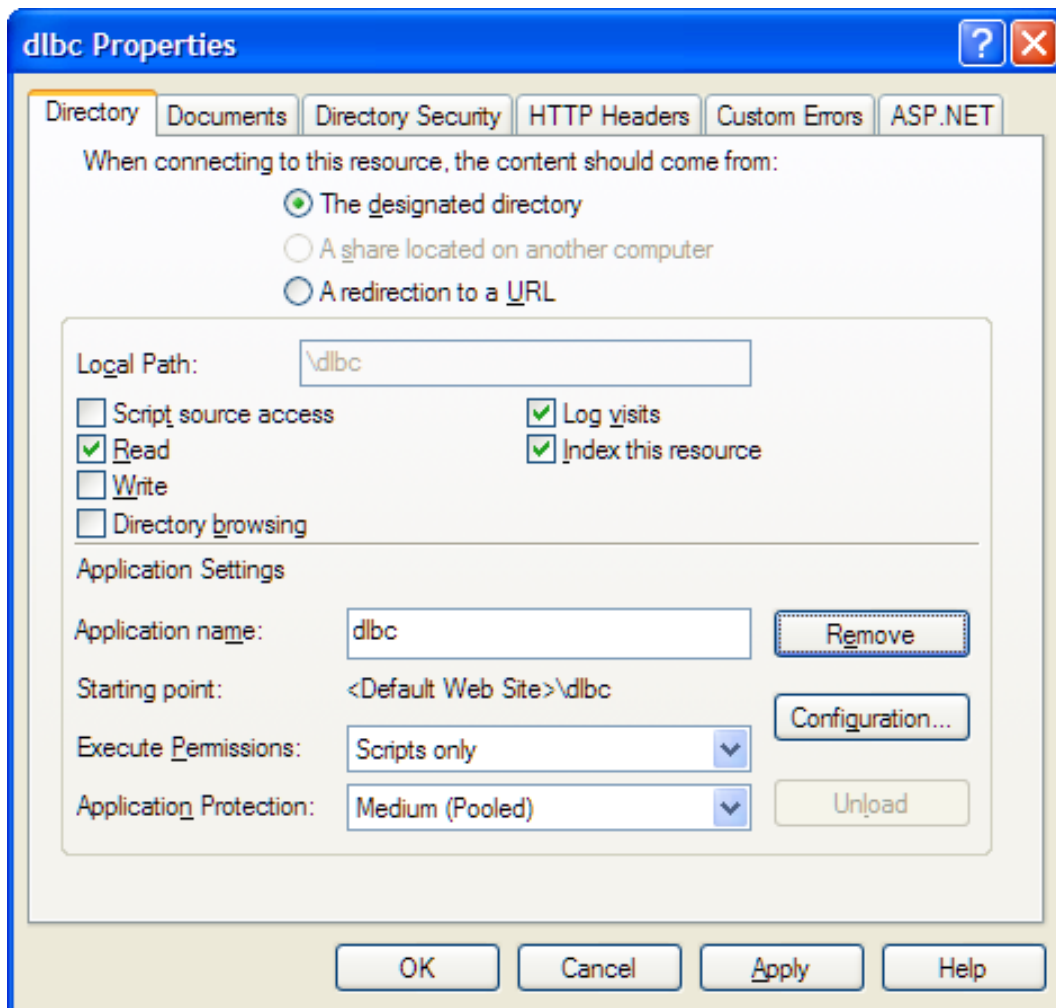 dlbc Properties
Directory Documents Directory Security HTTP Headers Custom Errors ASP.NET
When connecting to this resource, the content should come from:
The designated directory
A share located on another computer
A redirection to a URL
Local Path: \dlbc
Script source access Log visits
Read Index this resource
Write
Directory browsing
Application Settings
Application name: dlbc Remove
Starting point: <Default Web Site>\dlbc
Configuration...
Execute Permissions: Scripts only
Application Protection: Medium (Pooled) Unload
OK Cancel Apply Help